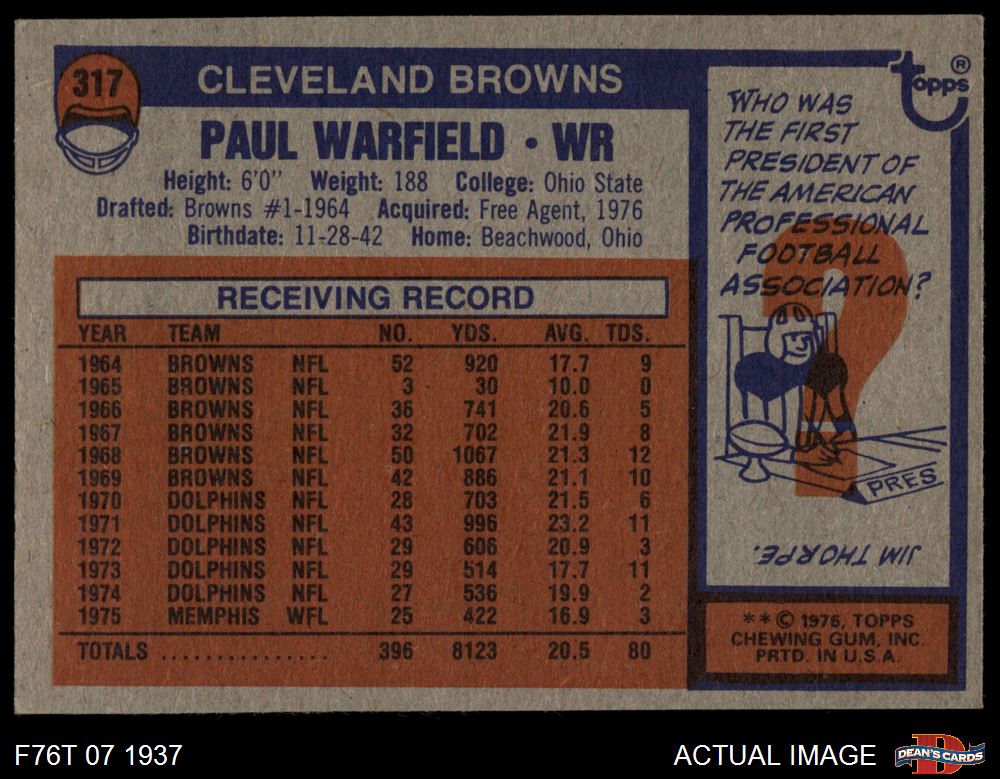 317
CLEVELAND BROWNS
PAUL WARFIELD • WR
Height: 6'0" Weight: 188 College: Ohio State
Drafted: Browns #1-1964 Acquired: Free Agent, 1976
Birthdate: 11-28-42 Home: Beachwood, Ohio
RECEIVING RECORD
YEAR TEAM NO. YDS. AVG. TDS.
1964 BROWNS NFL 52 920 17.7 9
1965 BROWNS NFL 3 30 10.0 0
1966 BROWNS NFL 36 741 20.6 5
1967 BROWNS NFL 32 702 21.9 8
1968 BROWNS NFL 50 1067 21.3 12
1969 BROWNS NFL 42 886 21.1 10
1970 DOLPHINS NFL 28 703 21.5 6
1971 DOLPHINS NFL 43 996 23.2 11
1972 DOLPHINS NFL 29 606 20.9 3
1973 DOLPHINS NFL 29 514 17.7 11
1974 DOLPHINS NFL 27 536 19.9 2
1975 MEMPHIS WFL 25 422 16.9 3
TOTALS ................ 396 8123 20.5 80
topps ®
WHO WAS
THE FIRST
PRESIDENT OF
THE AMERICAN
PROFESSIONAL
FOOTBALL
ASSOCIATION?
?
PRES
JIM THORPE.
* * © 1976, TOPPS
CHEWING GUM, INC.
PRTD. IN U.S.A.
F76T 07 1937
ACTUAL IMAGE
D
DEAN'S CARDS